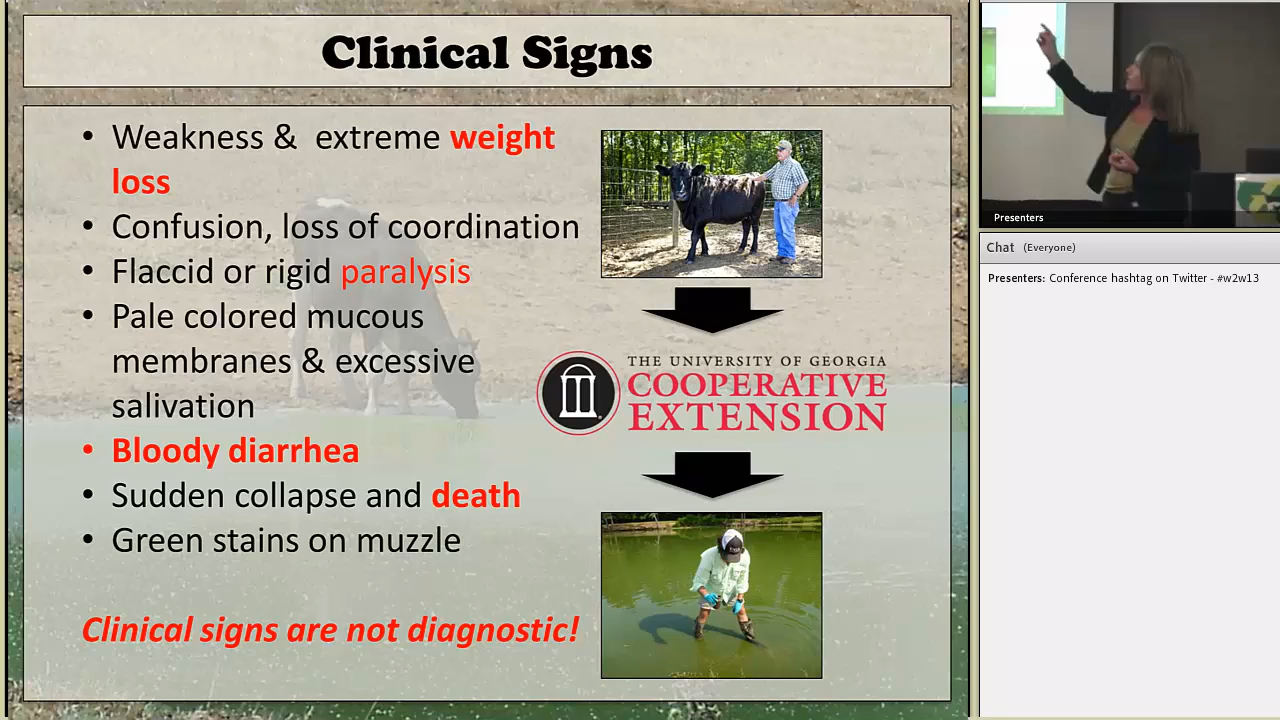 Clinical Signs
• Weakness &  extreme weight
loss
• Confusion, loss of coordination
• Flaccid or rigid paralysis
• Pale colored mucous
membranes & excessive
salivation
• Bloody diarrhea
• Sudden collapse and death
• Green stains on muzzle
Clinical signs are not diagnostic!
THE UNIVERSITY OF GEORGIA
COOPERATIVE
EXTENSION
Presenters
Chat (Everyone)
Presenters: Conference hashtag on Twitter - #w2w13